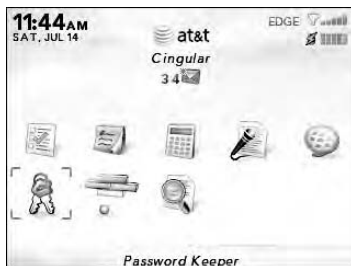 11:44AM EDGE
SAT, JUL 14
at&t
Cingular
34
Password Keeper